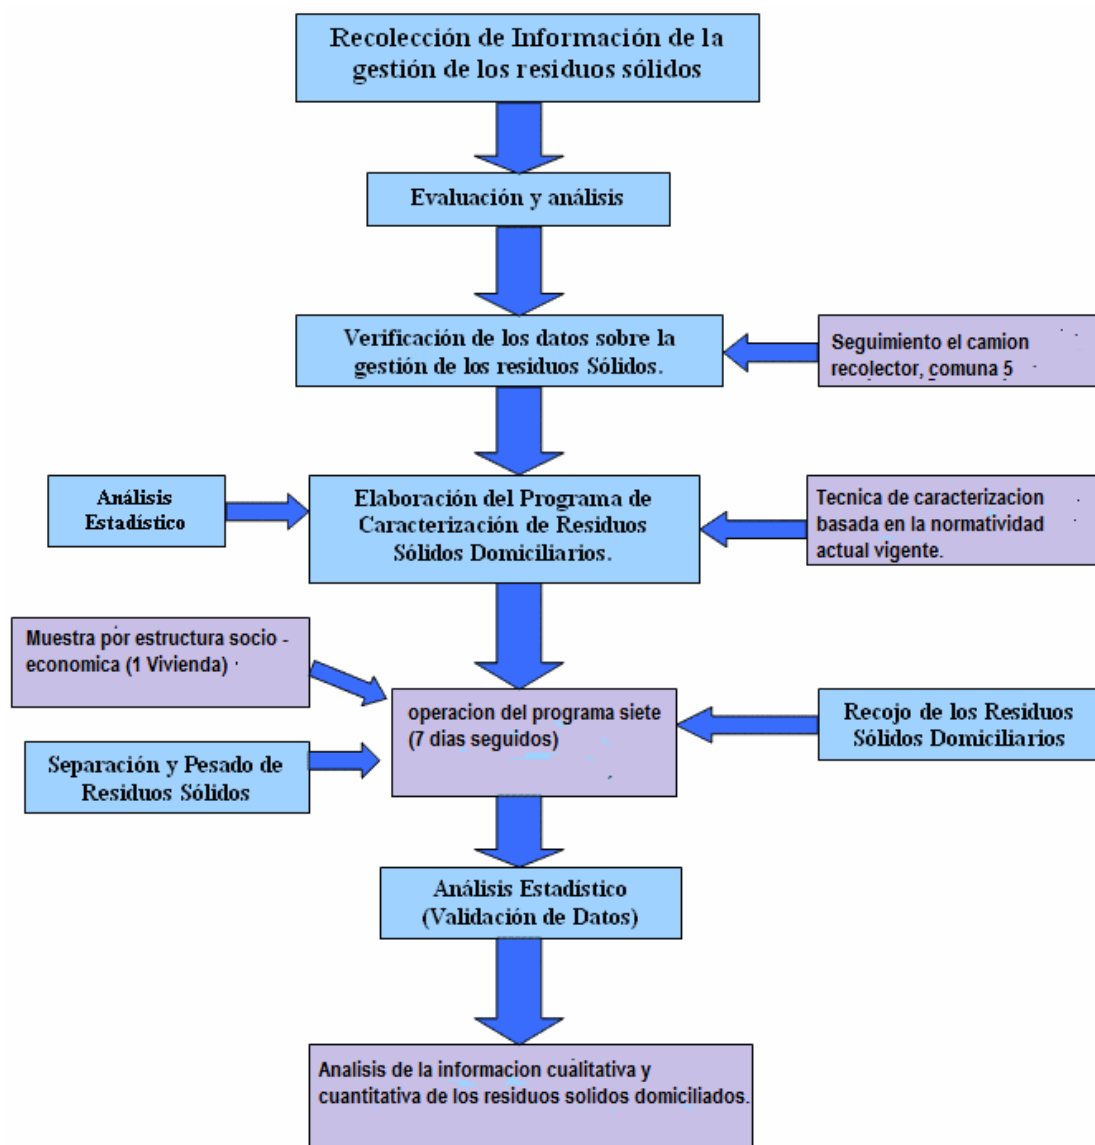 Recolección de Información de la
gestión de los residuos sólidos
Evaluación y análisis
Verificación de los datos sobre la
gestión de los residuos Sólidos.
Seguimiento el camion
recolector, comuna 5
Análisis
Estadístico
Elaboración del Programa de
Caracterización de Residuos
Sólidos Domiciliarios.
Tecnica de caracterizacion
basada en la normatividad
actual vigente.
Muestra por estructura socio -
economica (1 Vivienda)
operacion del programa siete
(7 dias seguidos)
Recojo de los Residuos
Sólidos Domiciliarios
Separación y Pesado de
Residuos Sólidos
Análisis Estadístico
(Validación de Datos)
Analisis de la informacion cualitativa y
cuantitativa de los residuos solidos domiciliados.